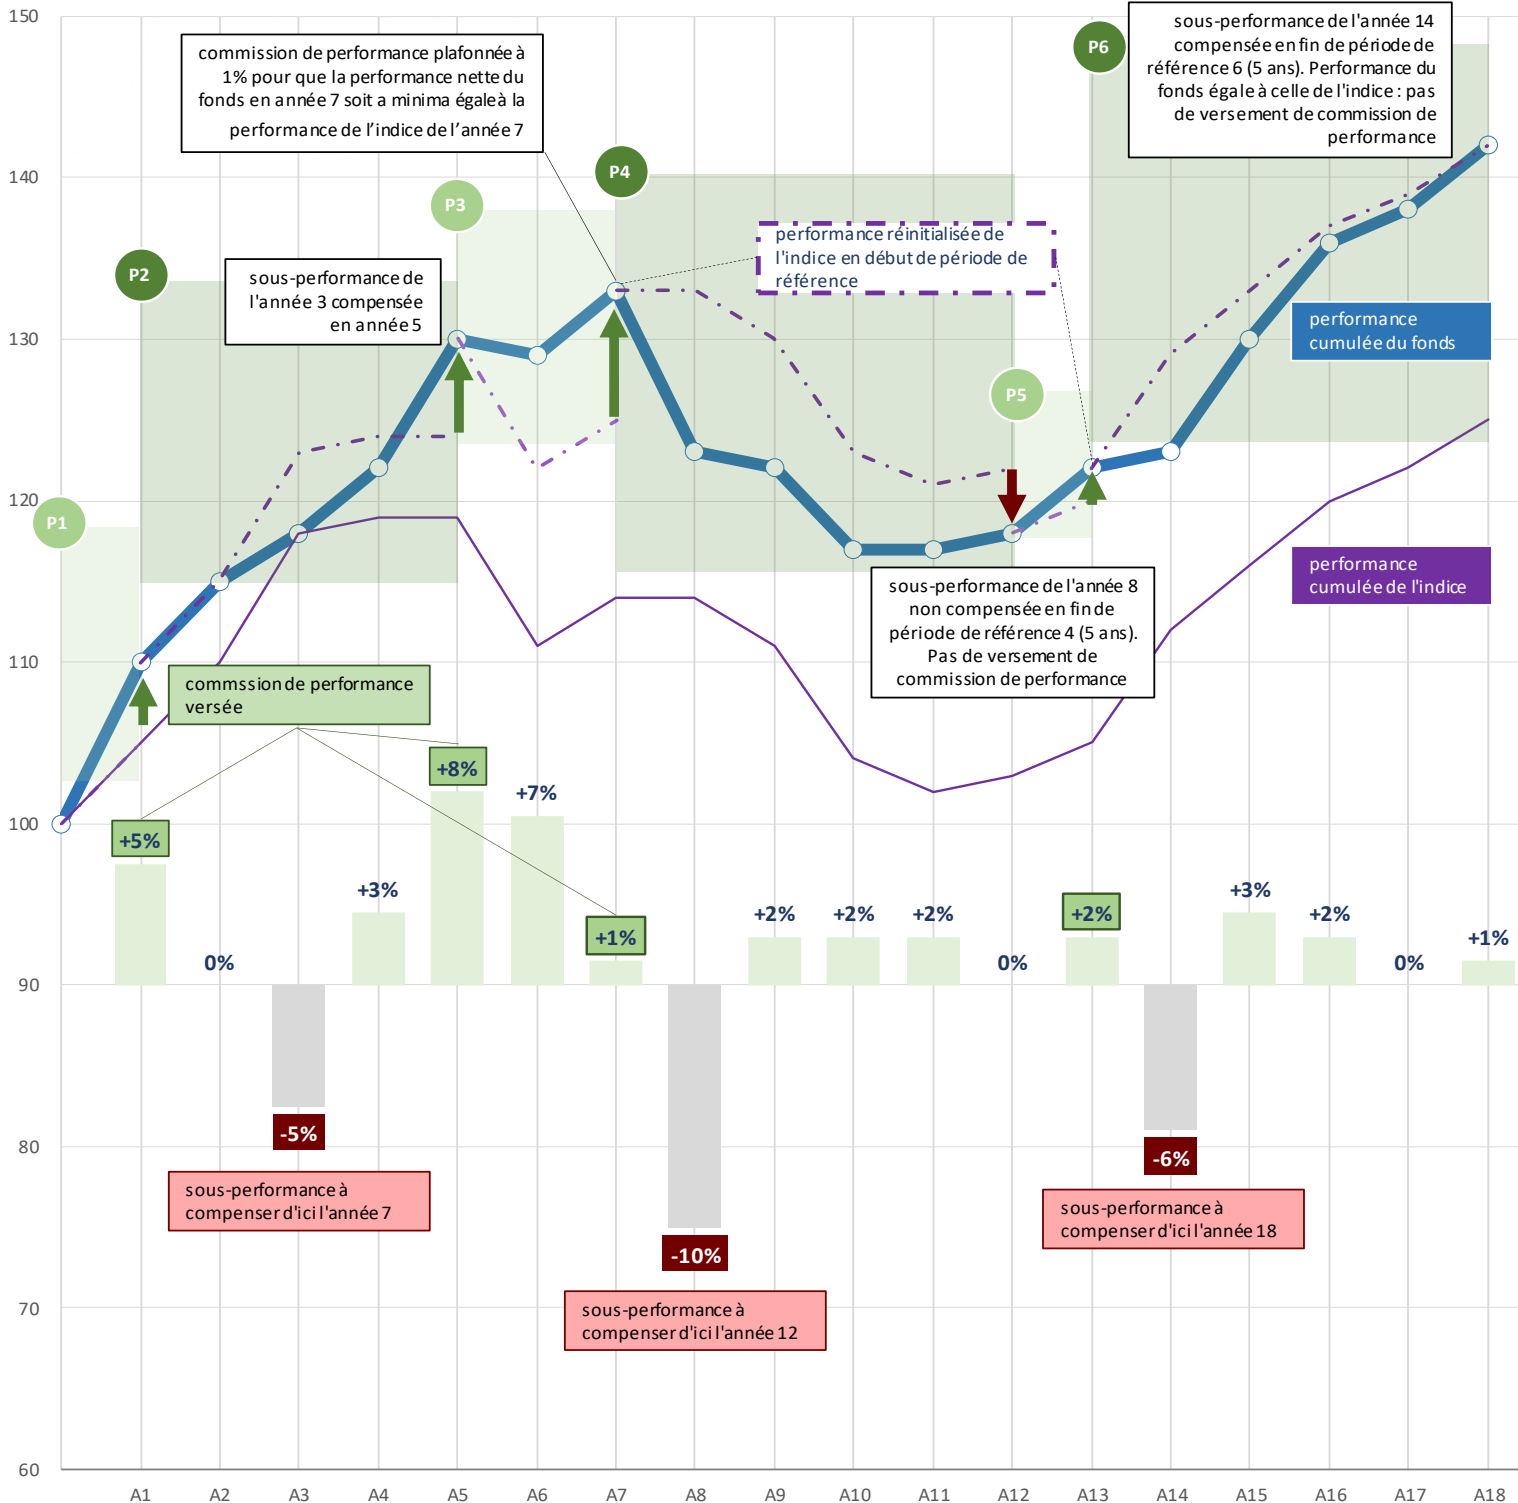 150
140
130
120
110
100
90
80
70
60
commission de performance plafonnée à
1% pour que la performance nette du
fonds en année 7 soit a minima égale à la
performance de l’indice de l’année 7
sous-performance de l'année 14
compensée en fin de période de
référence 6 (5 ans). Performance du
fonds égale à celle de l'indice : pas
de versement de commission de
performance
P1
P2
P3
P4
P5
P6
sous-performance de
l'année 3 compensée
en année 5
performance réinitialisée de
l'indice en début de période de
référence
performance
cumulée du fonds
performance
cumulée de l'indice
sous-performance de l'année 8
non compensée en fin de
période de référence 4 (5 ans).
Pas de versement de
commission de performance
commssion de performance
versée
+5%
0%
-5%
+3%
+8%
+7%
+1%
-10%
+2%
+2%
+2%
0%
+2%
-6%
+3%
+2%
0%
+1%
sous-performance à
compenser d'ici l'année 7
sous-performance à
compenser d'ici l'année 12
sous-performance à
compenser d'ici l'année 18
A1
A2
A3
A4
A5
A6
A7
A8
A9
A10
A11
A12
A13
A14
A15
A16
A17
A18